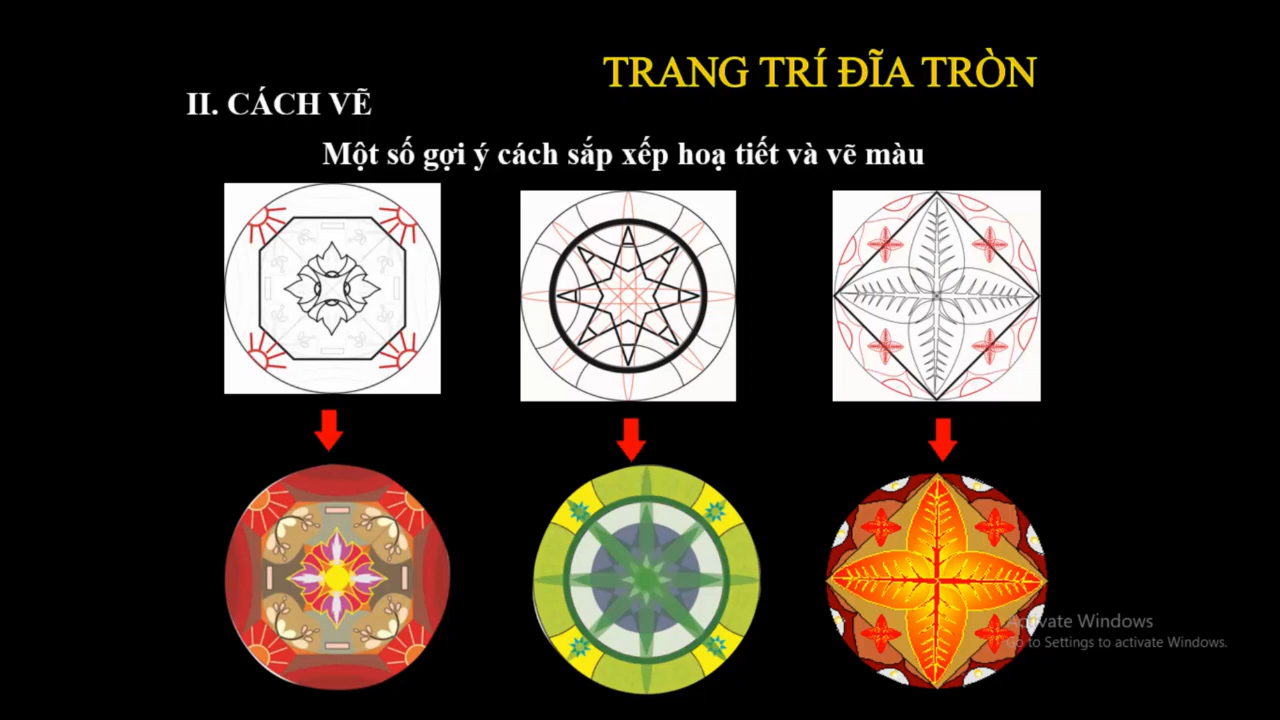 TRANG TRÍ ĐĨA TRÒN
II. CÁCH VẼ
Một số gợi ý cách sắp xếp hoạ tiết và vẽ màu
Activate Windows
Go to Settings to activate Windows.